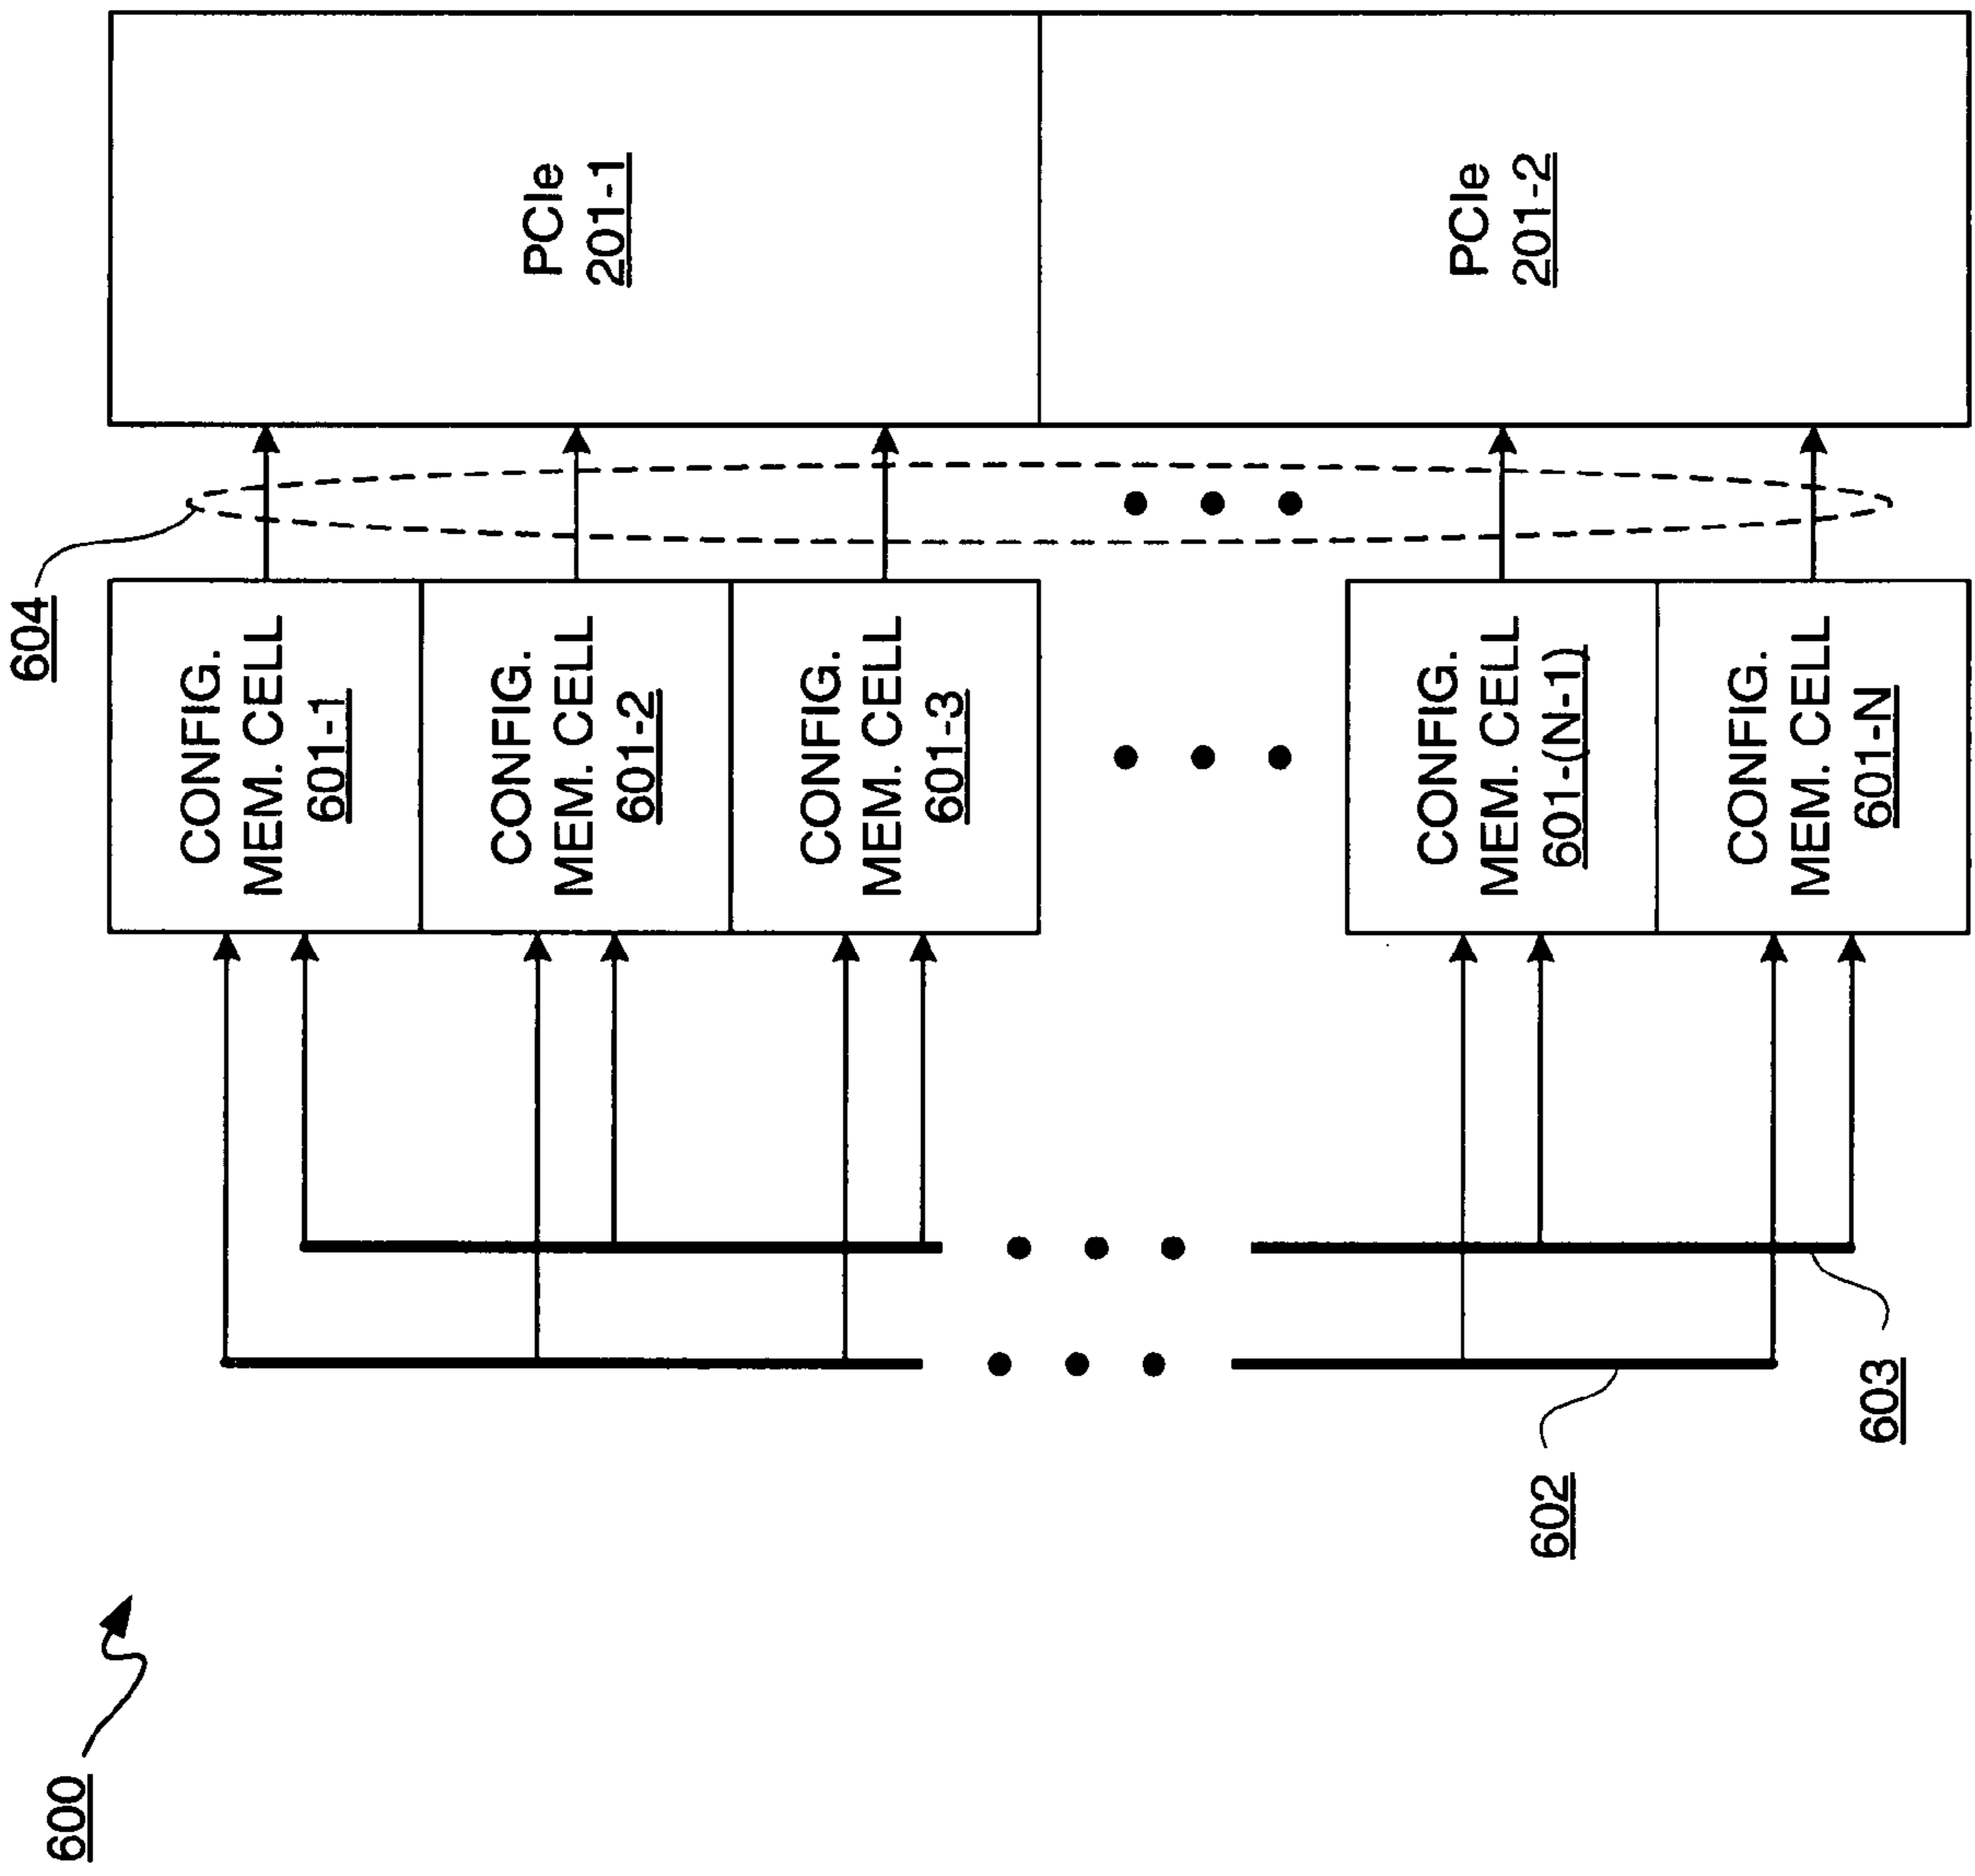 600
602
603
CONFIG.
MEM. CELL
601-1
CONFIG.
MEM. CELL
601-2
CONFIG.
MEM. CELL
601-3
CONFIG.
MEM. CELL
601-(N-1)
CONFIG.
MEM. CELL
601-N
604
PCIe
201-1
PCIe
201-2